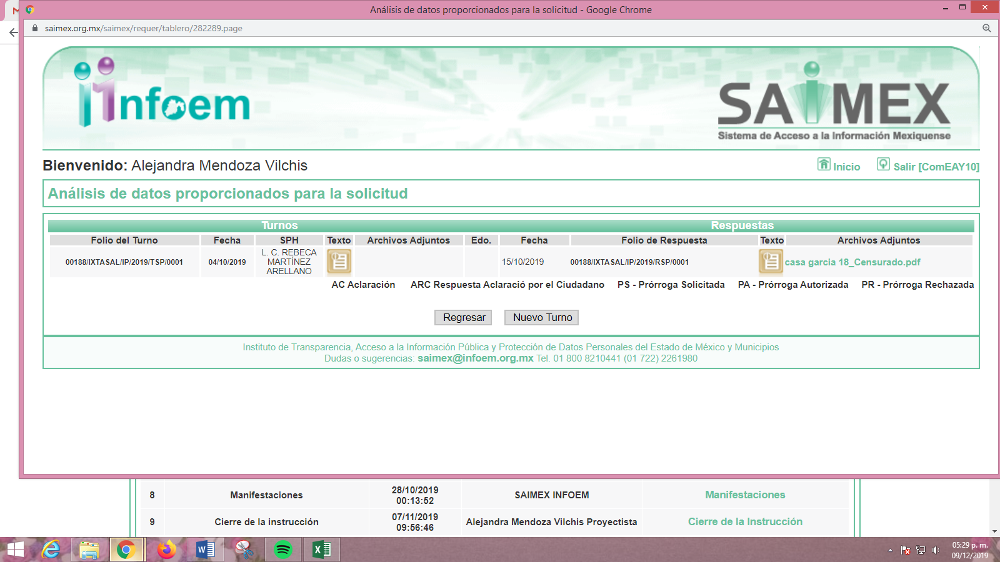 Análisis de datos proporcionados para la solicitud - Google Chrome
saimex.org.mx/saimex/requer/tablero/282289.page
infoem
SAIMEX
Sistema de Acceso a la Información Mexiquense
Bienvenido: Alejandra Mendoza Vilchis
Inicio Salir [ComEAY10]
Análisis de datos proporcionados para la solicitud
Turnos Respuestas
Folio del Turno Fecha SPH Texto Archivos Adjuntos Edo. Fecha Folio de Respuesta Texto Archivos Adjuntos
00188/IXTASAL/IP/2019/TSP/0001 04/10/2019 L. C. REBECA MARTÍNEZ ARELLANO 15/10/2019 00188/IXTASAL/IP/2019/RSP/0001 casa garcia 18_Censurado.pdf
AC Aclaración ARC Respuesta Aclaració por el Ciudadano PS - Prórroga Solicitada PA - Prórroga Autorizada PR - Prórroga Rechazada
Regresar Nuevo Turno
Instituto de Transparencia, Acceso a la Información Pública y Protección de Datos Personales del Estado de México y Municipios
Dudas o sugerencias: saimex@infoem.org.mx Tel. 01 800 8210441 (01 722) 2261980
8 Manifestaciones 28/10/2019 00:13:52 SAIMEX INFOEM Manifestaciones
9 Cierre de la instrucción 07/11/2019 09:56:46 Alejandra Mendoza Vilchis Proyectista Cierre de la Instrucción
05:29 p. m.
09/12/2019